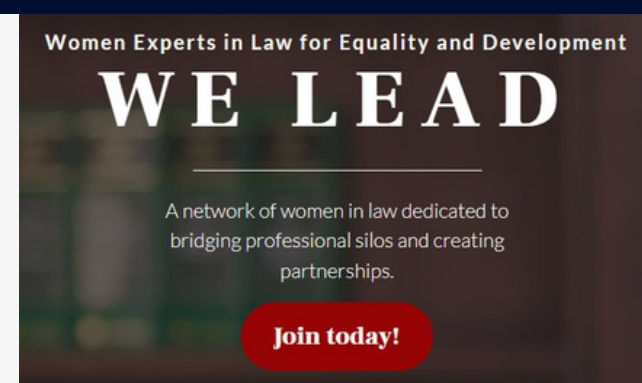 Women Experts in Law for Equality and Development
WE LEAD
A network of women in law dedicated to
bridging professional silos and creating
partnerships.
Join today!